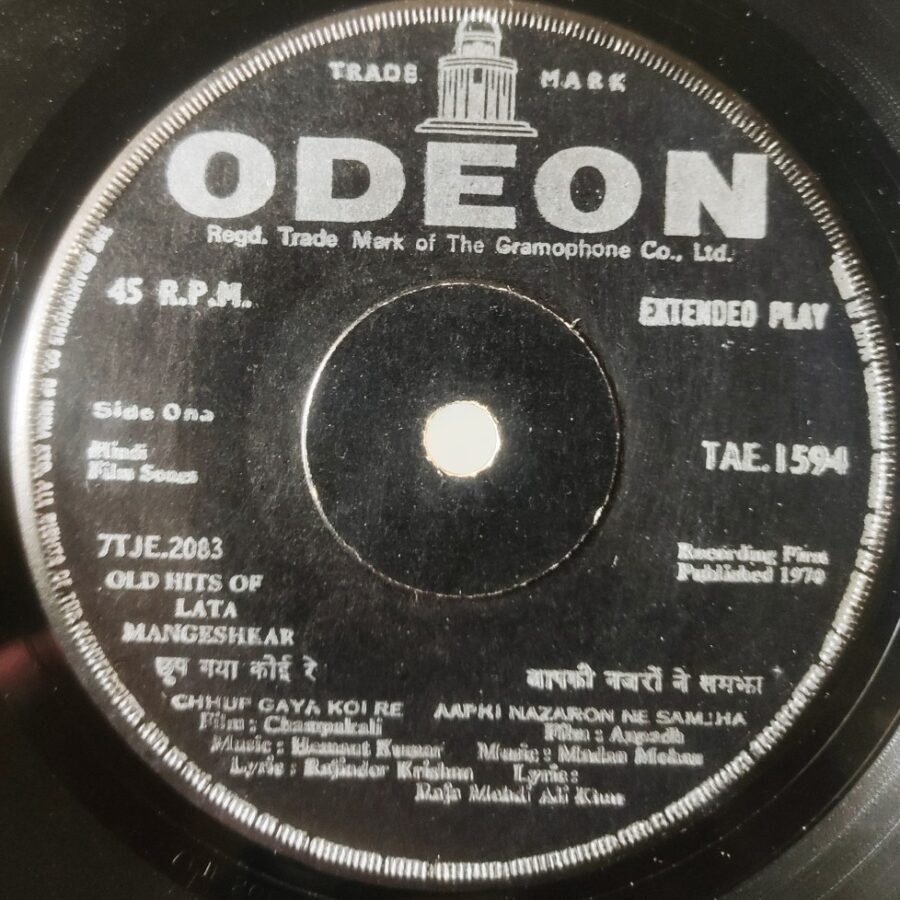 TRADE MARK
ODEON
Regd. Trade Mark of The Gramophone Co., Ltd.
45 R.P.M.
EXTENDED PLAY
Side One
Hindi
Film Songs
TAE.1594
7TJE.2083
Recording First
Published 1970
OLD HITS OF
LATA
MANGESHKAR
छूप गया कोई रे
CHHUP GAYA KOI RE
Film : Champakali
Music : Hemant Kumar
Lyric : Rajinder Krishan
आपकी नजरों ने समझा
AAPKI NAZARON NE SAMJHA
Film : Anpadh
Music : Madan Mohan
Lyric :
Raja Mehdi Ali Khan